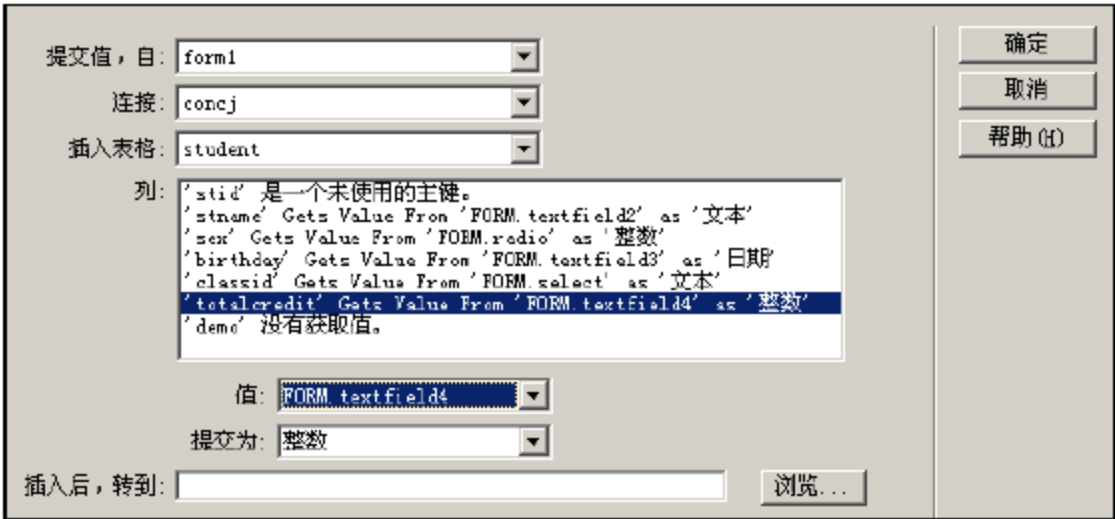 提交值，自: form1
确定
连接: concj
取消
插入表格: student
帮助(H)
列: 'stid' 是一个未使用的主键。
'stname' Gets Value From 'FORM.textfield2' as '文本'
'sex' Gets Value From 'FORM.radio' as '整数'
'birthday' Gets Value From 'FORM.textfield3' as '日期'
'classid' Gets Value From 'FORM.select' as '文本'
'totalcredit' Gets Value From 'FORM.textfield4' as '整数'
'demo' 没有获取值。
值: FORM.textfield4
提交为: 整数
插入后，转到:
浏览...